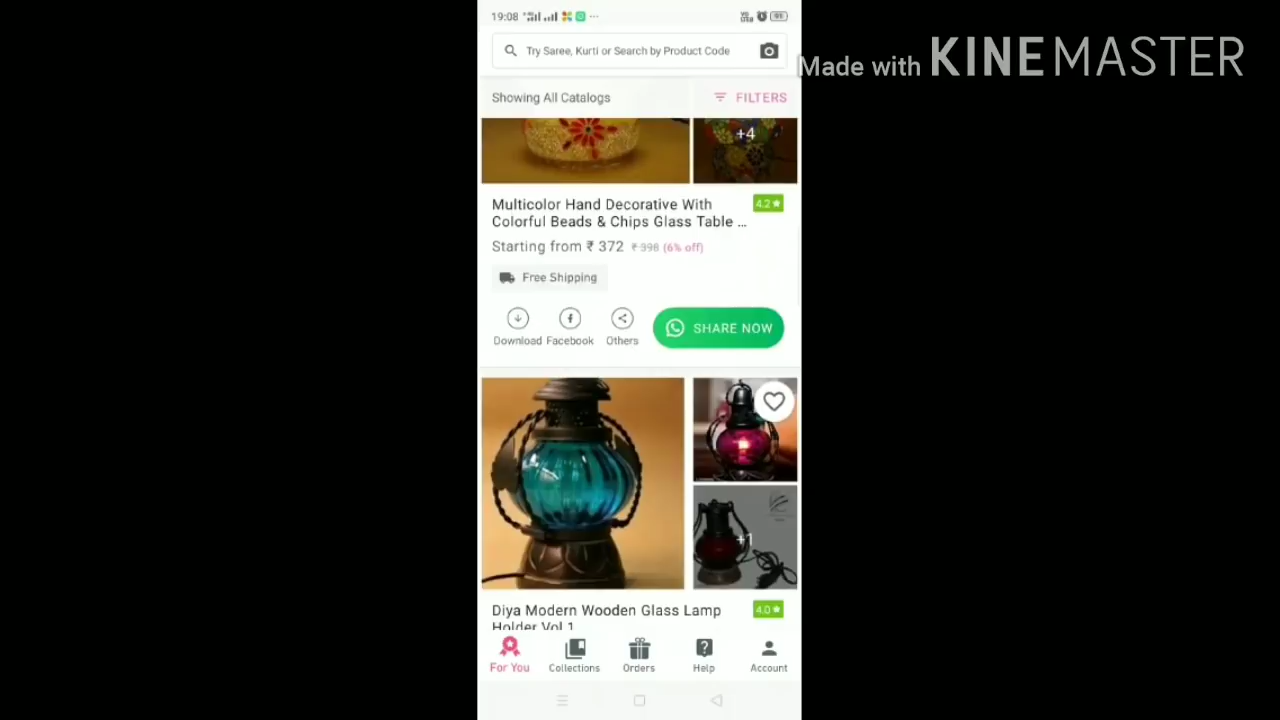 19:08
Try Saree, Kurti or Search by Product Code
Made with KINEMASTER
Showing All Catalogs
FILTERS
+4
Multicolor Hand Decorative With
Colorful Beads & Chips Glass Table ...
4.2
Starting from ₹ 372 ₹ 398 (6% off)
Free Shipping
Download Facebook Others
SHARE NOW
+1
Diya Modern Wooden Glass Lamp
Holder Vol 1
4.0
For You Collections Orders Help Account